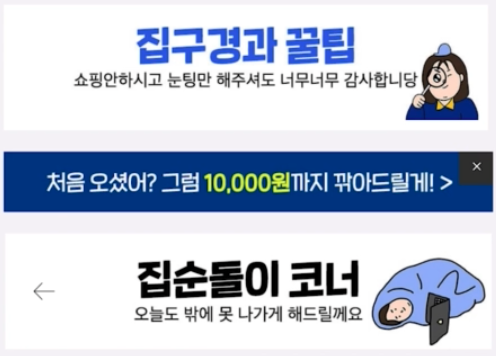 집구경과 꿀팁
쇼핑안하시고 눈팅만 해주셔도 너무너무 감사합니당
처음 오셨어? 그럼 10,000원까지 깎아드릴게! >
집순돌이 코너
오늘도 밖에 못 나가게 해드릴께요